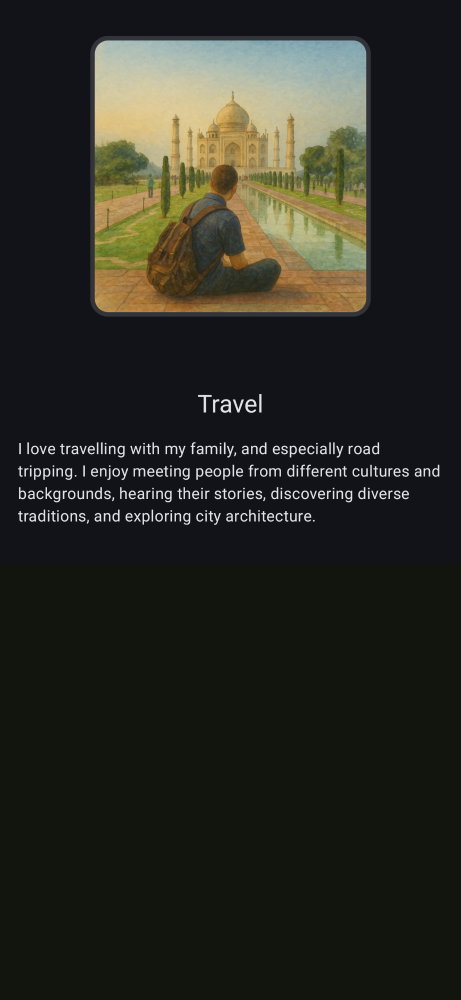 Travel
I love travelling with my family, and especially road
tripping. I enjoy meeting people from different cultures and
backgrounds, hearing their stories, discovering diverse
traditions, and exploring city architecture.